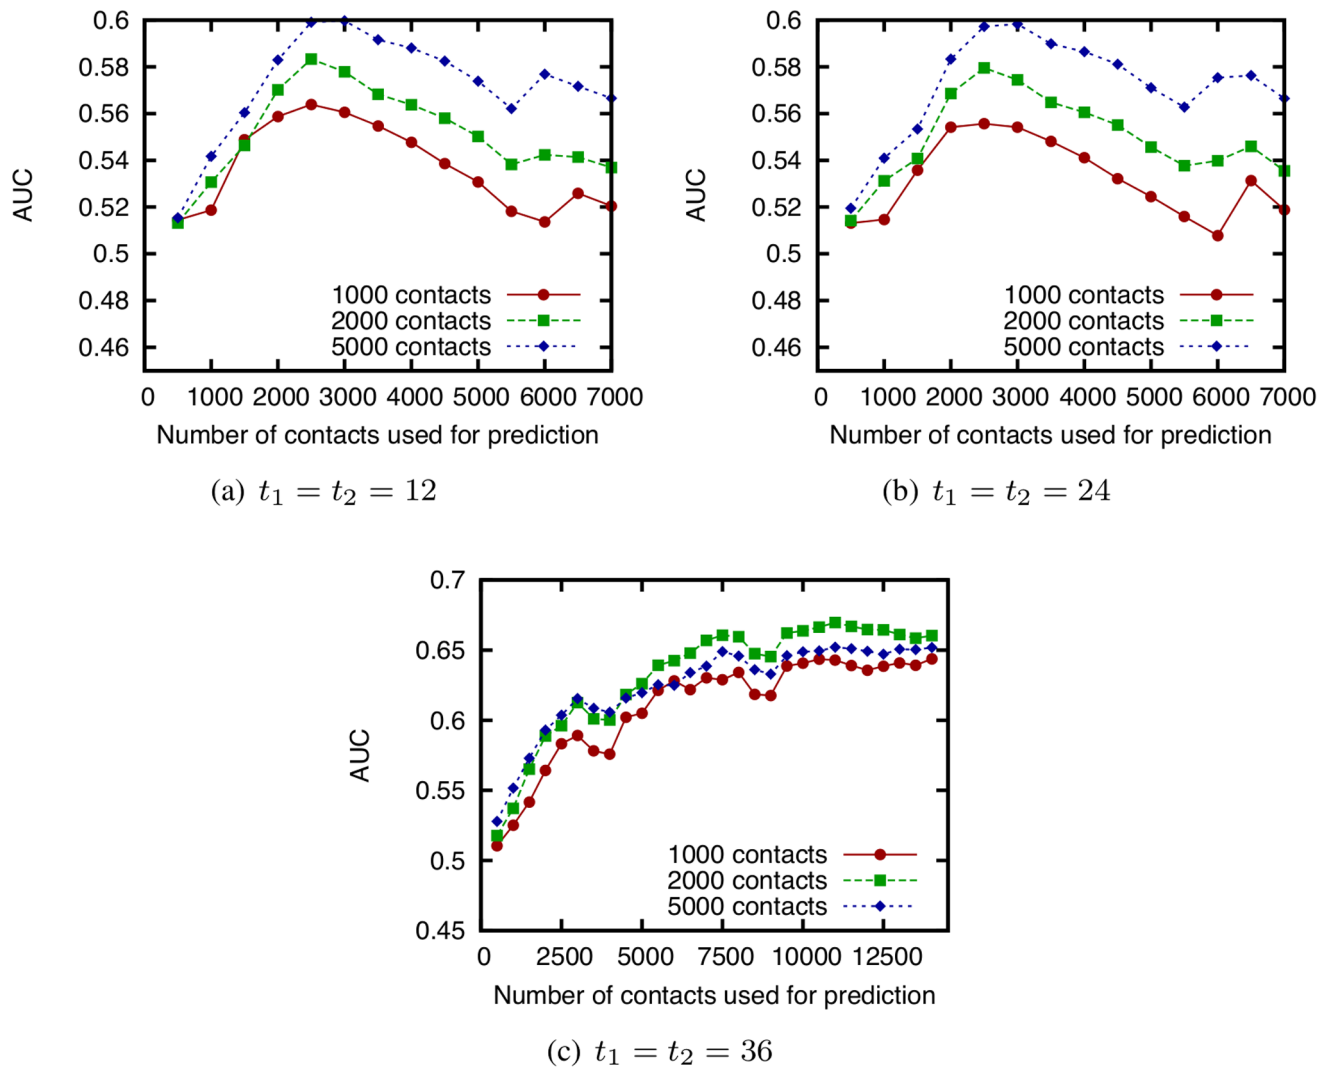 0.6
0.58
0.56
0.54
0.52
0.5
0.48
0.46
AUC
1000 contacts
2000 contacts
5000 contacts
0 1000 2000 3000 4000 5000 6000 7000
Number of contacts used for prediction
(a) t₁ = t₂ = 12
0.6
0.58
0.56
0.54
0.52
0.5
0.48
0.46
AUC
1000 contacts
2000 contacts
5000 contacts
0 1000 2000 3000 4000 5000 6000 7000
Number of contacts used for prediction
(b) t₁ = t₂ = 24
0.7
0.65
0.6
0.55
0.5
0.45
AUC
1000 contacts
2000 contacts
5000 contacts
0 2500 5000 7500 10000 12500
Number of contacts used for prediction
(c) t₁ = t₂ = 36